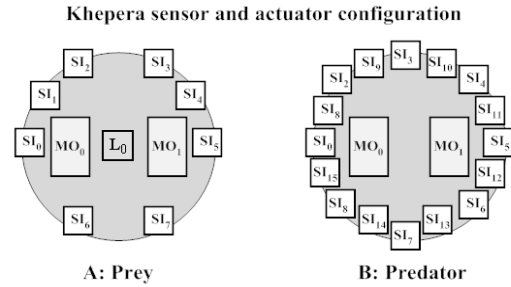 Khepera sensor and actuator configuration
SI₂ SI₃
SI₁ SI₄
SI₀ MO₀ L₀ MO₁ SI₅
SI₆ SI₇
A: Prey
SI₃
SI₉ SI₁₀
SI₂ SI₄
SI₈ SI₁₁
SI₀ MO₀ MO₁ SI₅
SI₁₅ SI₁₂
SI₈ SI₆
SI₁₄ SI₁₃
SI₇
B: Predator